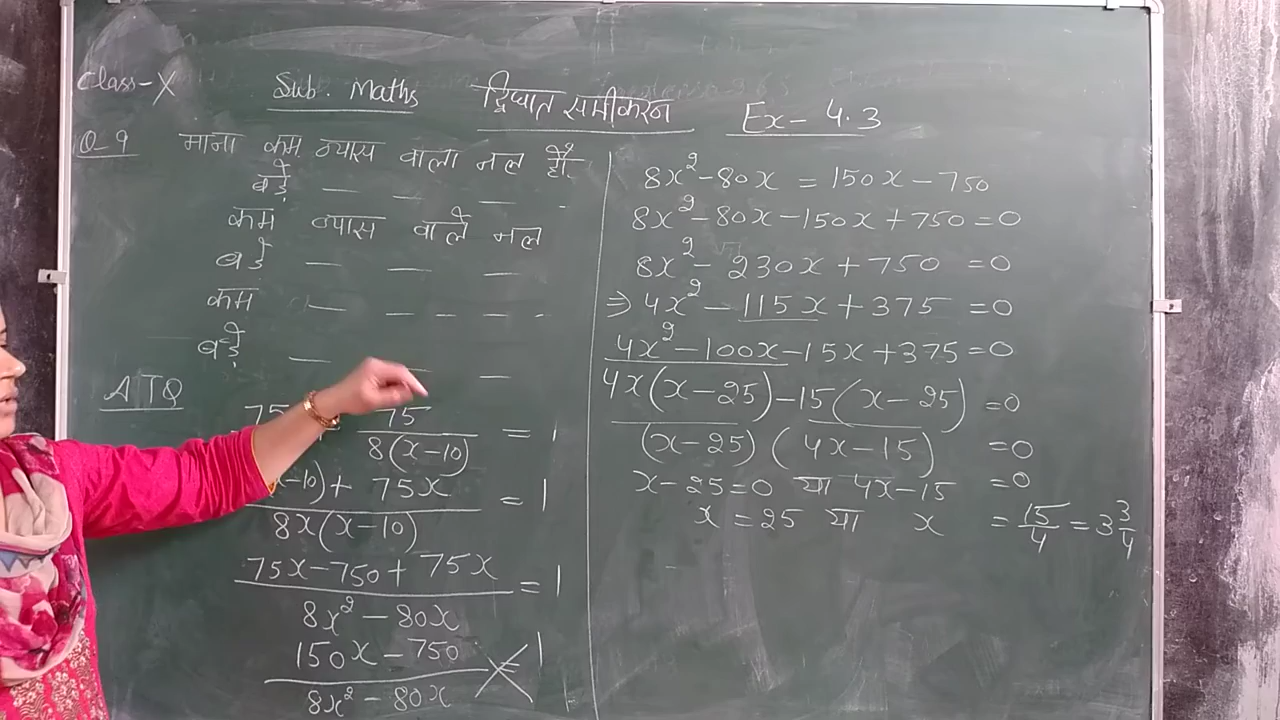 Class-X Sub. Maths द्विघात समीकरन Ex-4.3
Q-9 माना कम व्यास वाला नल है।
बड़े — — — .
कम व्यास वाले नल
बड़े — — —
कम — — — — .
बड़े — — —
ATQ
75 75/8(x-10) = 1
x-10)+ 75x/8x(x-10) = 1
75x-750+75x/8x²-80x = 1
150x-750/8x²-80x = 1
8x²-80x = 150x-750
8x²-80x-150x+750=0
8x²-230x+750=0
⇒ 4x²-115x+375=0
4x²-100x-15x+375=0
4x(x-25)-15(x-25)=0
(x-25)(4x-15)=0
x-25=0 या 4x-15=0
x=25 या x=15/4=3 3/4